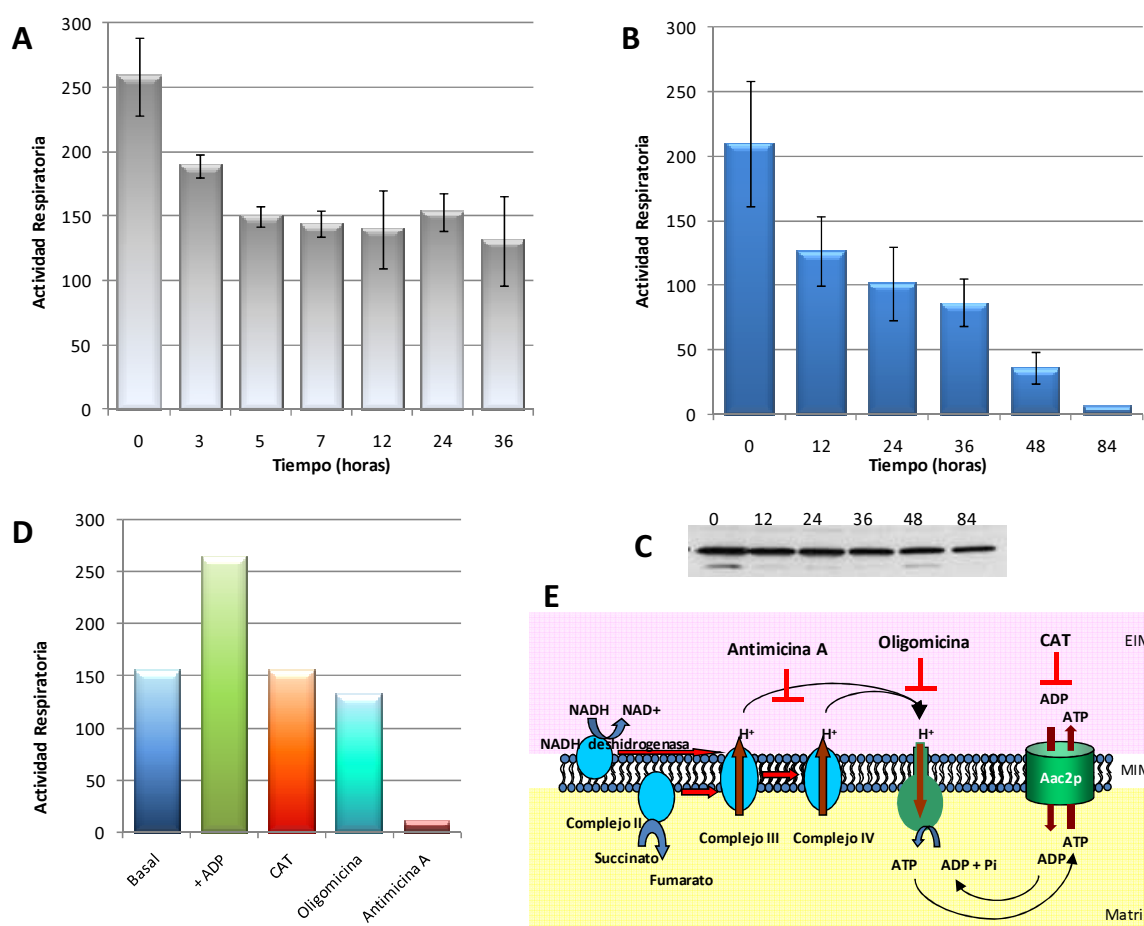 A
Actividad Respiratoria
300
250
200
150
100
50
0
0 3 5 7 12 24 36
Tiempo (horas)
B
Actividad Respiratoria
300
250
200
150
100
50
0
0 12 24 36 48 84
Tiempo (horas)
C
0 12 24 36 48 84
D
Actividad Respiratoria
300
250
200
150
100
50
0
Basal
+ ADP
CAT
Oligomicina
Antimicina A
E
Antimicina A
Oligomicina
CAT
EIM
ADP
ATP
NADH NAD+
H+ H+ H+
NADH deshidrogenasa
MIM
Aac2p
Complejo II
Complejo III
Complejo IV
Succinato
Fumarato
ATP
ADP + Pi
ADP
ATP
Matri